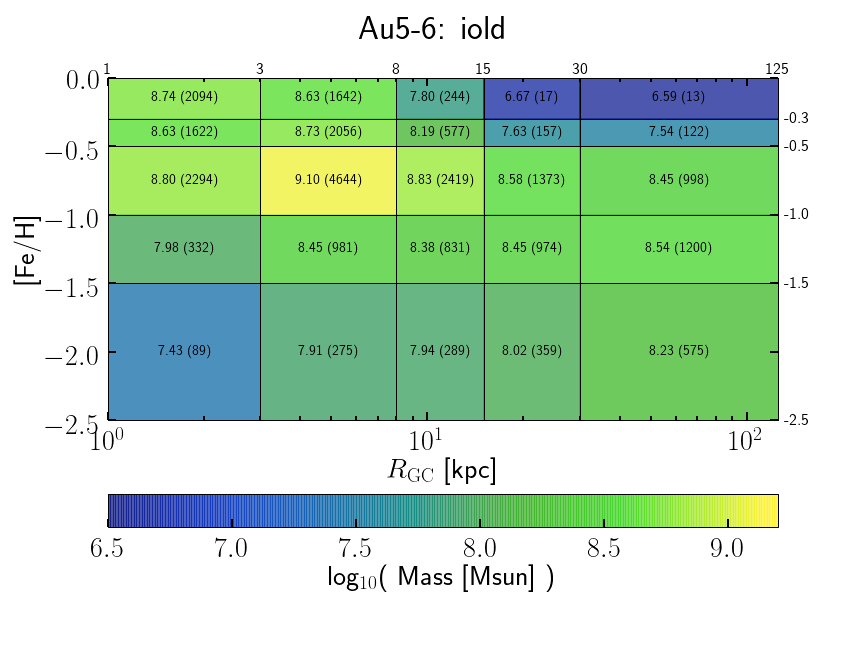 Au5-6: iold
1 3 8 15 30 125
0.0
8.74 (2094) 8.63 (1642) 7.80 (244) 6.67 (17) 6.59 (13)
-0.3
8.63 (1622) 8.73 (2056) 8.19 (577) 7.63 (157) 7.54 (122)
−0.5 -0.5
8.80 (2294) 9.10 (4644) 8.83 (2419) 8.58 (1373) 8.45 (998)
−1.0 -1.0
[Fe/H]
7.98 (332) 8.45 (981) 8.38 (831) 8.45 (974) 8.54 (1200)
−1.5 -1.5
−2.0
7.43 (89) 7.91 (275) 7.94 (289) 8.02 (359) 8.23 (575)
−2.5 -2.5
10⁰ 10¹ 10²
R_GC [kpc]
6.5 7.0 7.5 8.0 8.5 9.0
log₁₀( Mass [Msun] )